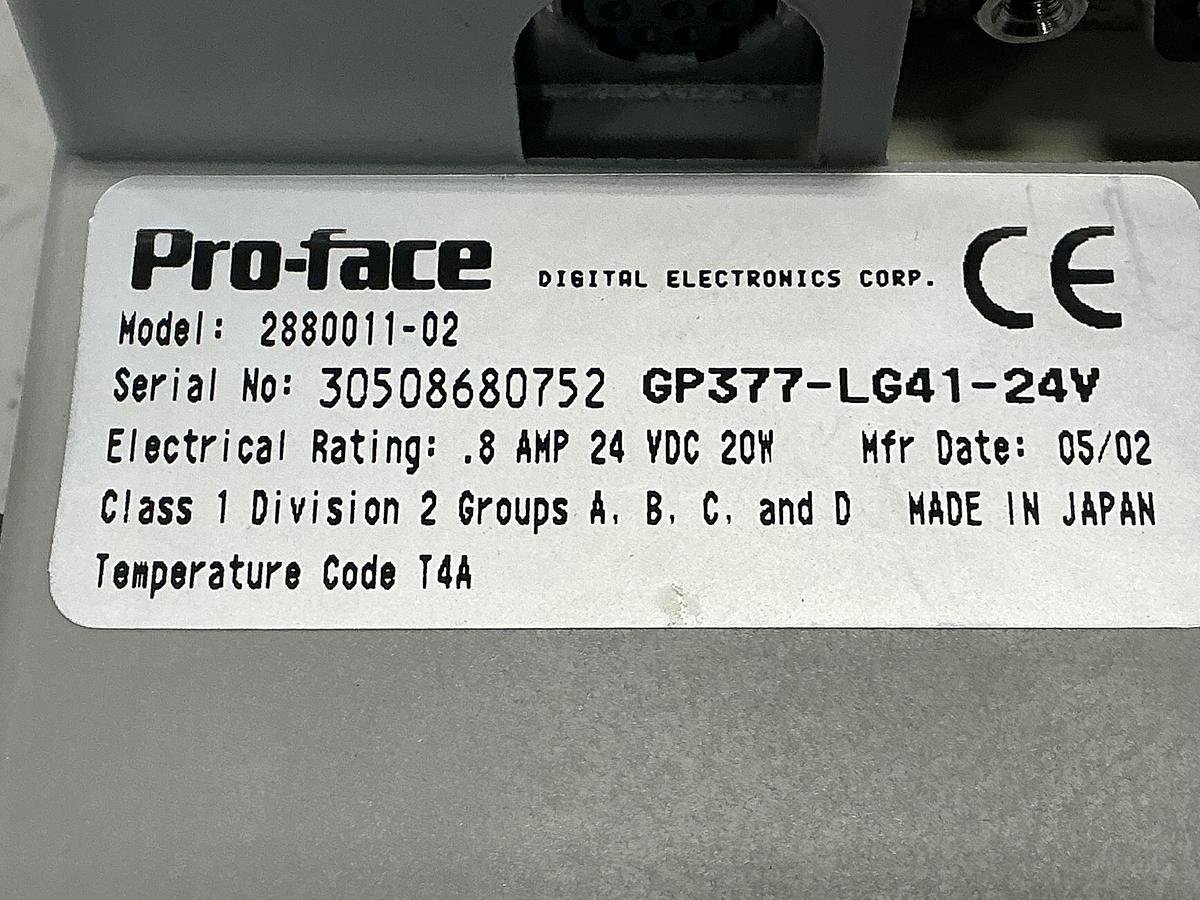 Pro-face DIGITAL ELECTRONICS CORP. CE
Model: 2880011-02
Serial No: 30508680752 GP377-LG41-24V
Electrical Rating: .8 AMP 24 VDC 20W Mfr Date: 05/02
Class 1 Division 2 Groups A, B, C, and D MADE IN JAPAN
Temperature Code T4A